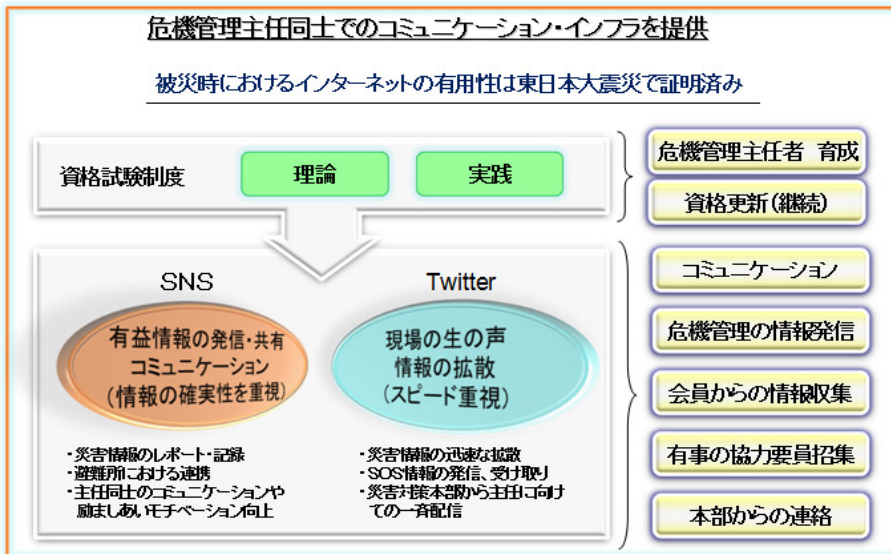 危機管理主任同士でのコミュニケーション・インフラを提供
被災時におけるインターネットの有用性は東日本大震災で証明済み
資格試験制度
理論
実践
危機管理主任者 育成
資格更新(継続)
SNS
有益情報の発信・共有
コミュニケーション
(情報の確実性を重視)
・災害情報のレポート・記録
・避難所における連携
・主任同士のコミュニケーションや
励ましあいモチベーション向上
Twitter
現場の生の声
情報の拡散
(スピード重視)
・災害情報の迅速な拡散
・SOS情報の発信、受け取り
・災害対策本部から主任に向け
ての一斉配信
コミュニケーション
危機管理の情報発信
会員からの情報収集
有事の協力要員招集
本部からの連絡